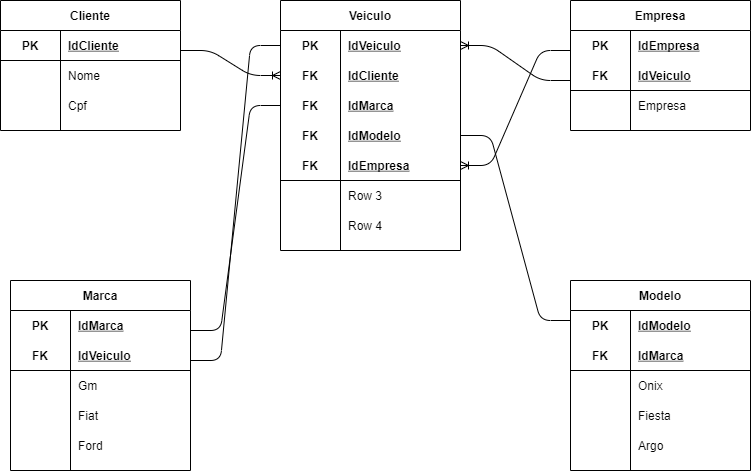 Cliente
PK IdCliente
Nome
Cpf
Veiculo
PK IdVeiculo
FK IdCliente
FK IdMarca
FK IdModelo
FK IdEmpresa
Row 3
Row 4
Empresa
PK IdEmpresa
FK IdVeiculo
Empresa
Marca
PK IdMarca
FK IdVeiculo
Gm
Fiat
Ford
Modelo
PK IdModelo
FK IdMarca
Onix
Fiesta
Argo